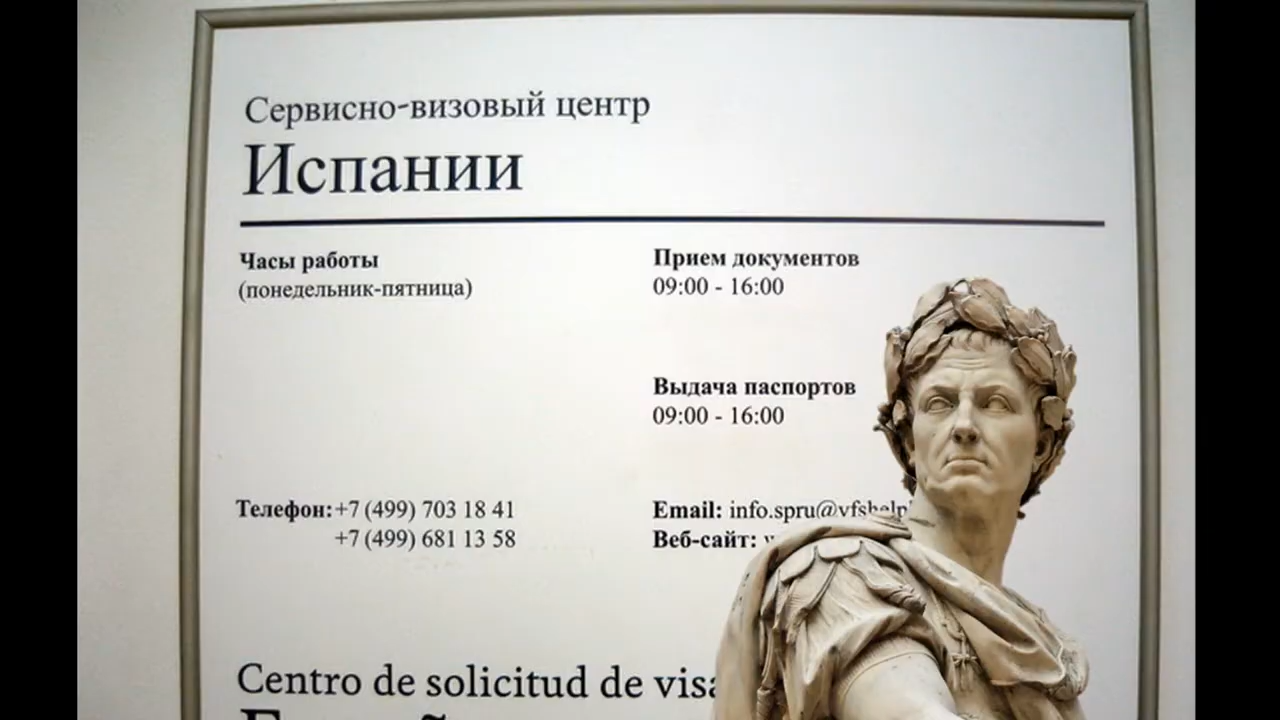 Сервисно-визовый центр
Испании
Часы работы
(понедельник-пятница)
Прием документов
09:00 - 16:00
Выдача паспортов
09:00 - 16:00
Телефон: +7 (499) 703 18 41
+7 (499) 681 13 58
Email: info.spru@vfshelp
Веб-сайт:
Centro de solicitud de visa